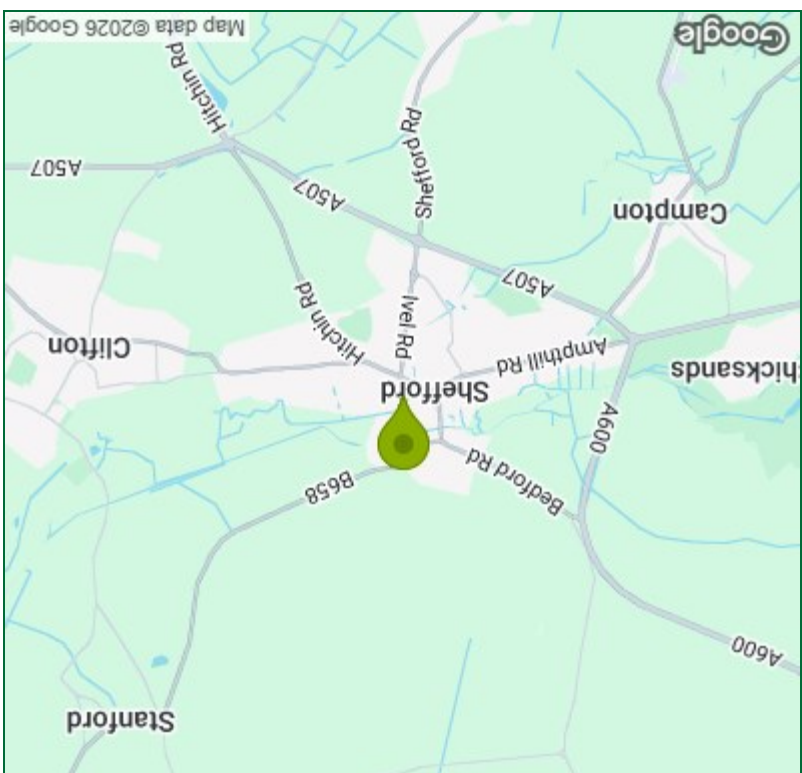 Stanford
A600
B658
Bedford Rd
A600
Shefford
hicksands
Ampthill Rd
Clifton
Ivel Rd
Hitchin Rd
A507
Campton
A507
Shefford Rd
A507
Hitchin Rd
Google
Map data ©2026 Google